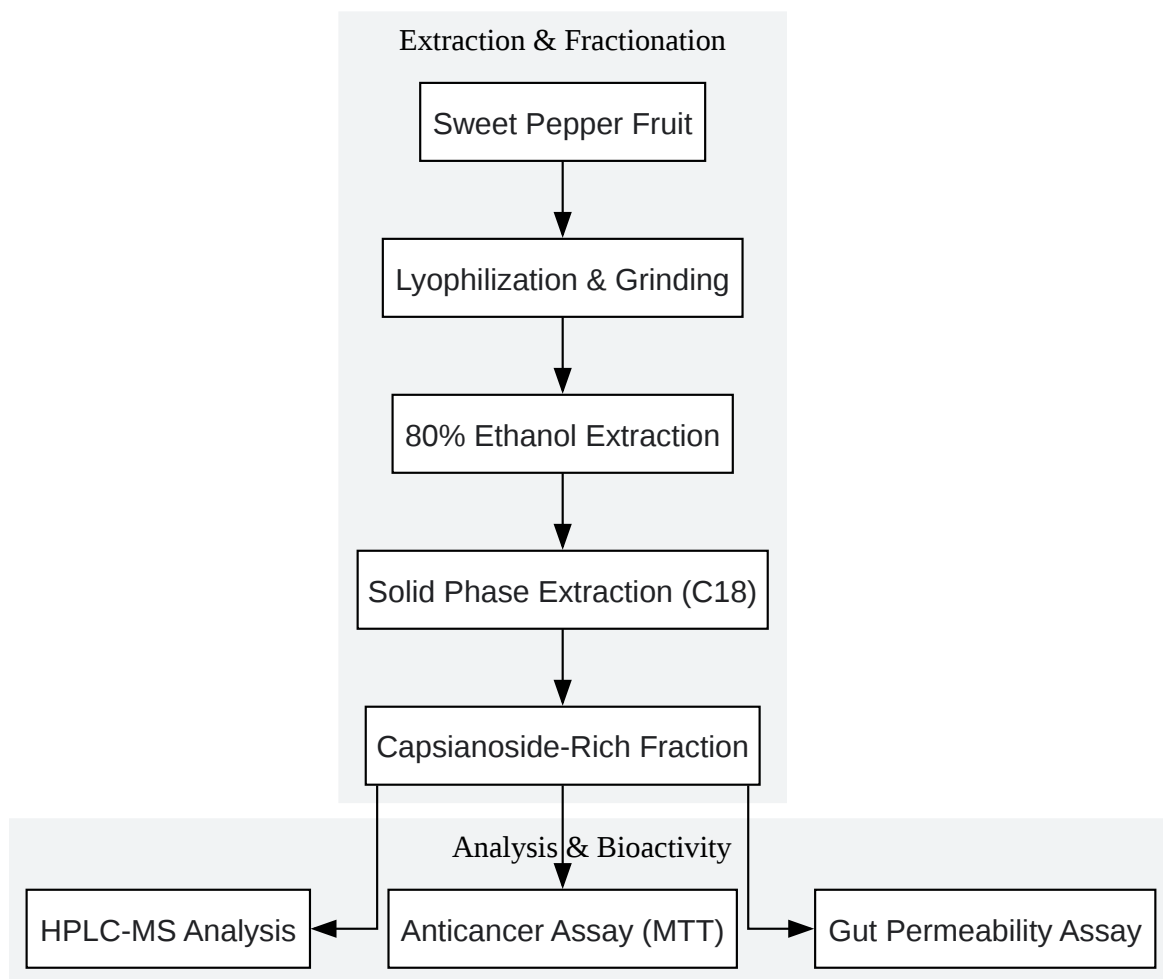 Extraction & Fractionation
Sweet Pepper Fruit
Lyophilization & Grinding
80% Ethanol Extraction
Solid Phase Extraction (C18)
Capsianoside-Rich Fraction
Analysis & Bioactivity
HPLC-MS Analysis
Anticancer Assay (MTT)
Gut Permeability Assay